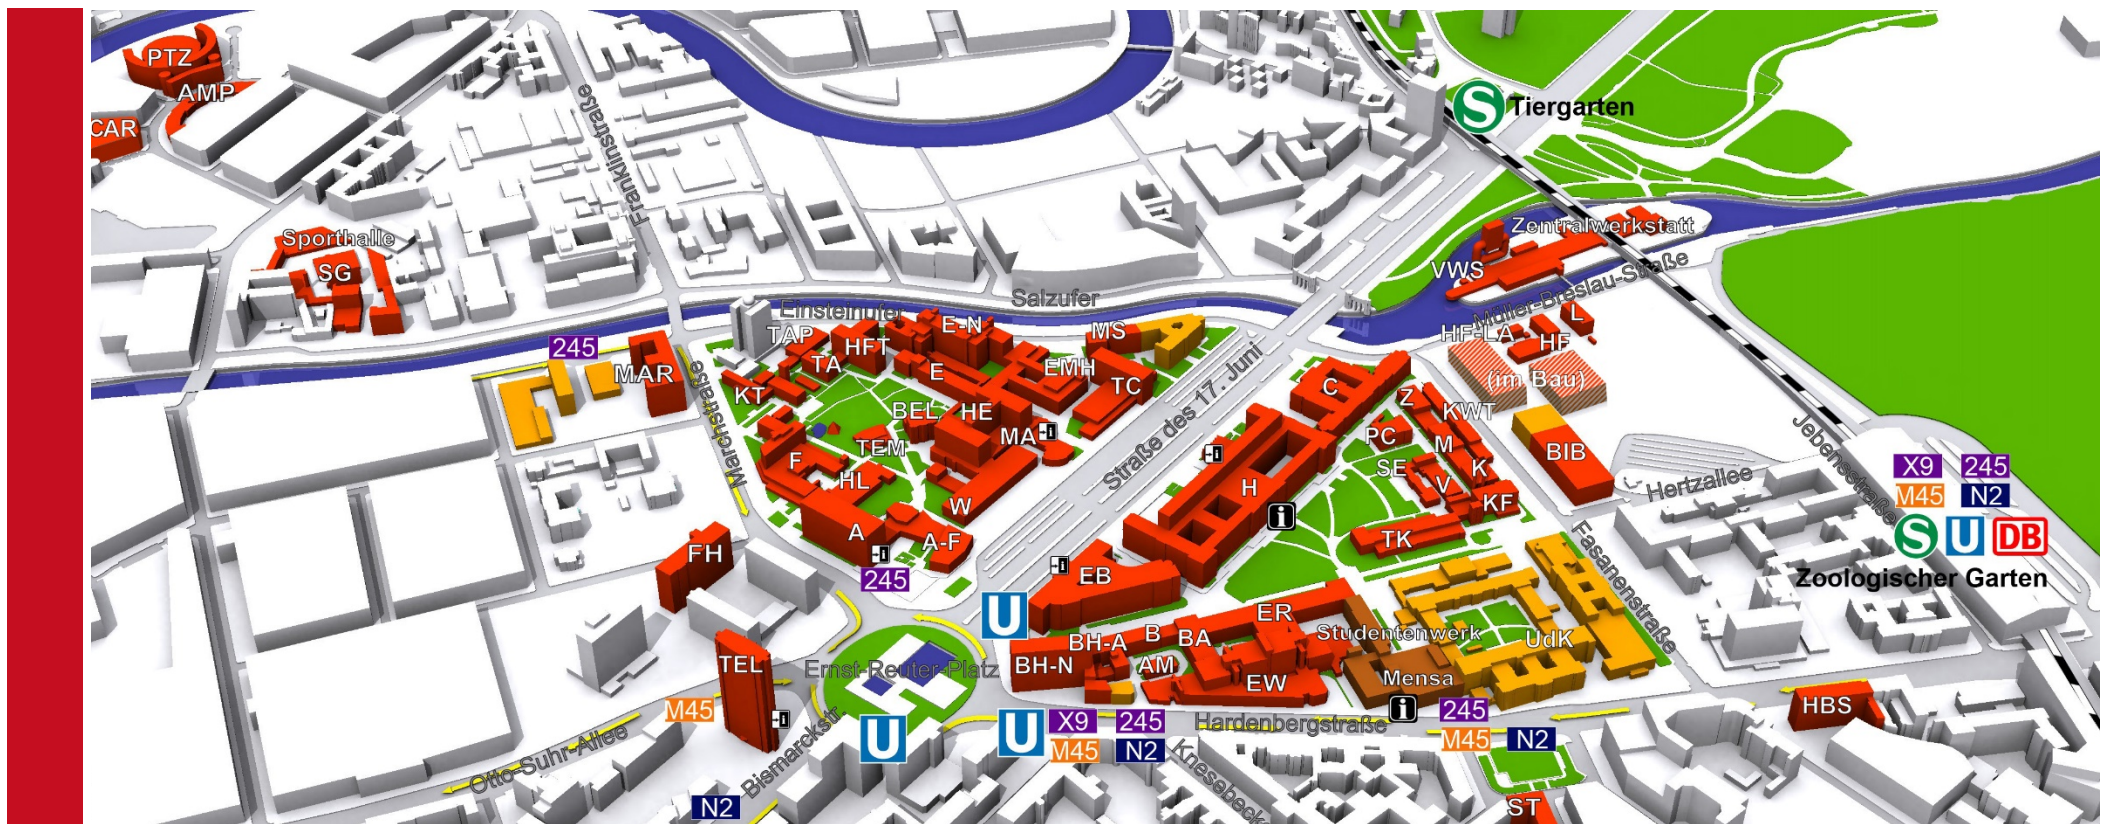 PTZ
AMP
CAR
Franklinstraße
S Tiergarten
Sporthalle
SG
Zentralwerkstatt
VWS
Müller-Breslau-Straße
Salzufer
Einsteinufer
TAP
HFT
E-N
MS
L
HF-LA
HF
245
MAR
TA
E
EMH
TC
C
(im Bau)
KT
Marchstraße
BEL
HE
Straße des 17. Juni
Z
KWT
TEM
MA
i
PC
M
BIB
Jebensstraße
F
HL
W
i
H
SE
V
K
KF
Hertzallee
X9
245
M45
N2
A
A-F
i
TK
Fasanenstraße
S U DB
Zoologischer Garten
FH
i
245
i
EB
U
ER
BH-A
B
BA
Studentenwerk
UdK
TEL
Ernst-Reuter-Platz
BH-N
AM
EW
Mensa
M45
i
HBS
X9
245
Hardenbergstraße
i
245
U
U
M45
N2
M45
N2
Otto-Suhr-Allee
Bismarckstr.
Knesebeck
N2
ST